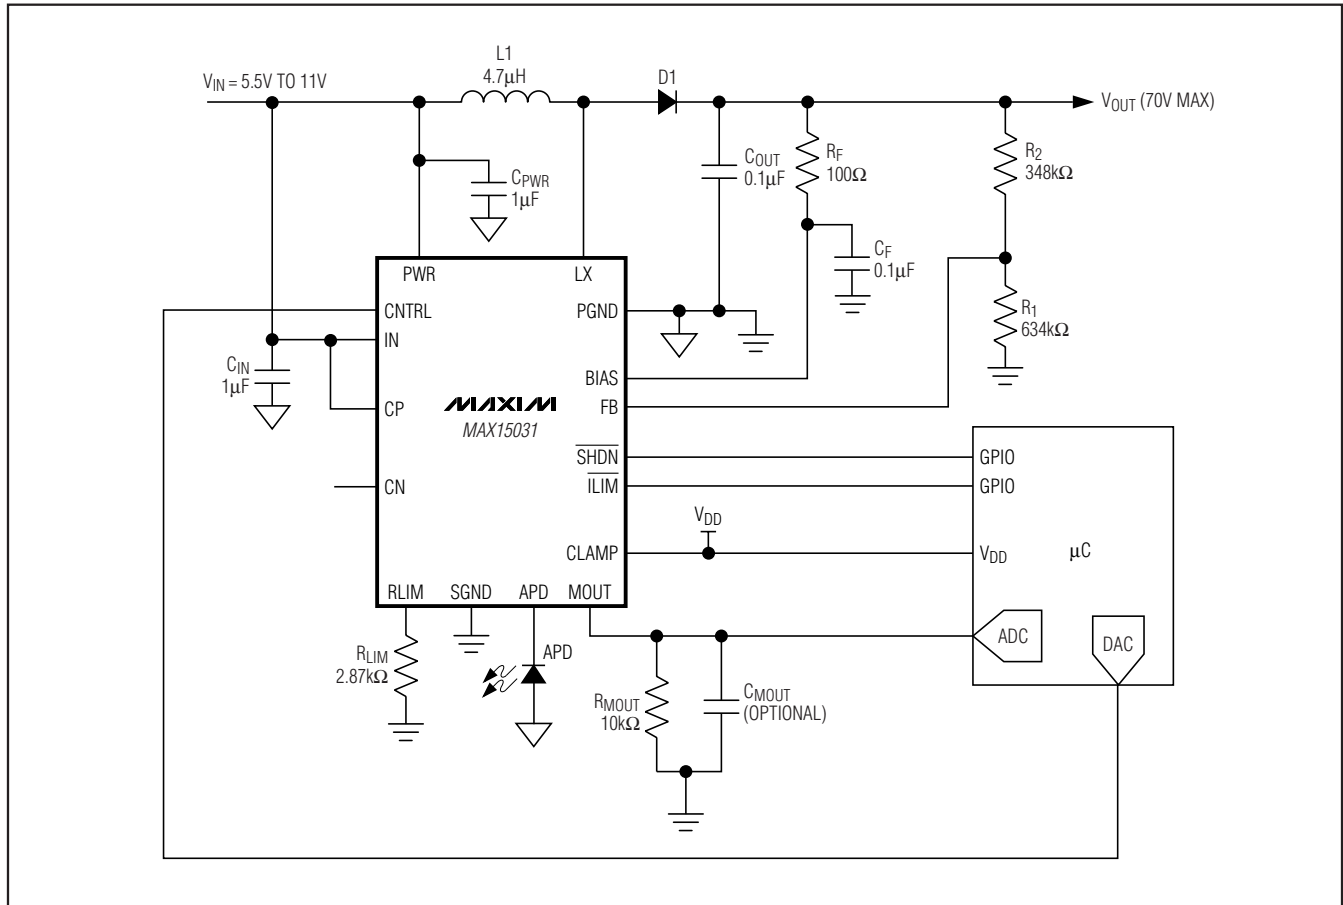 L1
4.7µH
V_IN = 5.5V TO 11V
D1
V_OUT (70V MAX)
C_PWR
1µF
C_OUT
0.1µF
R_F
100Ω
R_2
348kΩ
C_F
0.1µF
R_1
634kΩ
PWR
LX
CNTRL
PGND
IN
C_IN
1µF
BIAS
CP
MAXIM
FB
MAX15031
SHDN
GPIO
CN
ILIM
GPIO
V_DD
CLAMP
V_DD
µC
RLIM
SGND
APD
MOUT
ADC
DAC
R_LIM
2.87kΩ
APD
R_MOUT
10kΩ
C_MOUT
(OPTIONAL)